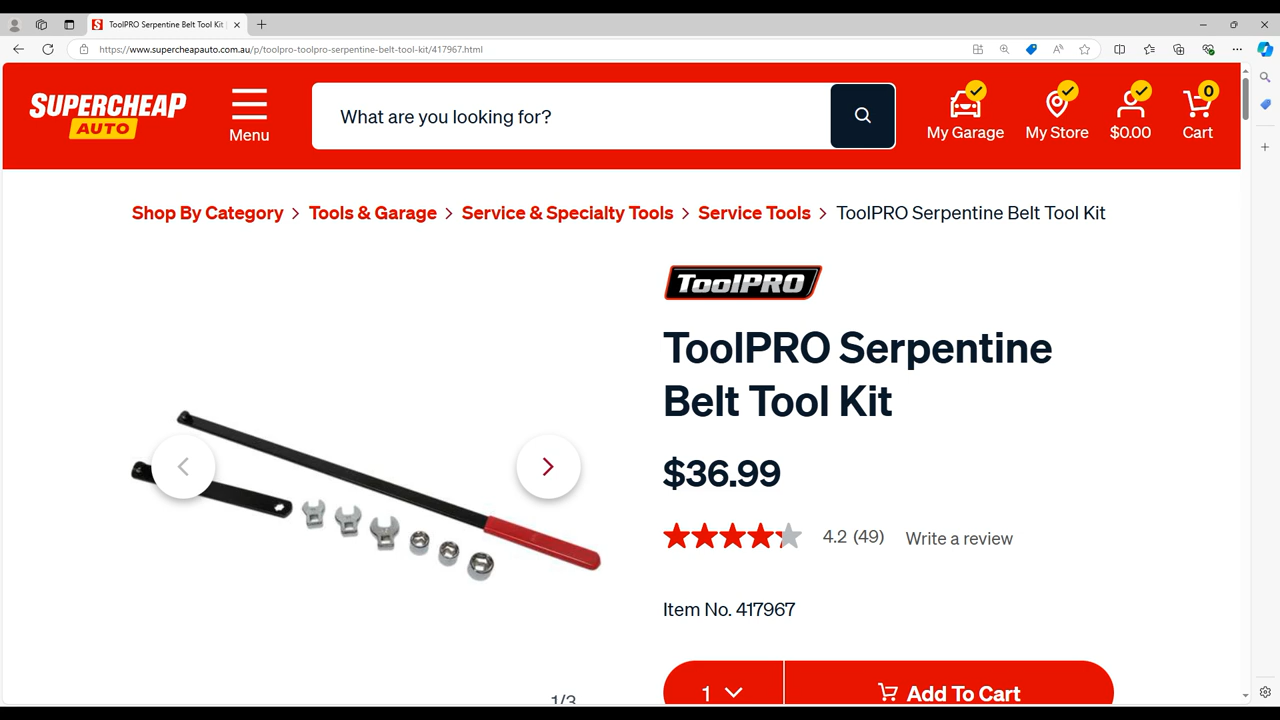 ToolPRO Serpentine Belt Tool Kit
https://www.supercheapauto.com.au/p/toolpro-toolpro-serpentine-belt-tool-kit/417967.html
SUPERCHEAP
AUTO
Menu
What are you looking for?
My Garage
My Store
$0.00
0
Cart
Shop By Category > Tools & Garage > Service & Specialty Tools > Service Tools > ToolPRO Serpentine Belt Tool Kit
ToolPRO
ToolPRO Serpentine
Belt Tool Kit
$36.99
4.2 (49) Write a review
Item No. 417967
1/3
1
Add To Cart